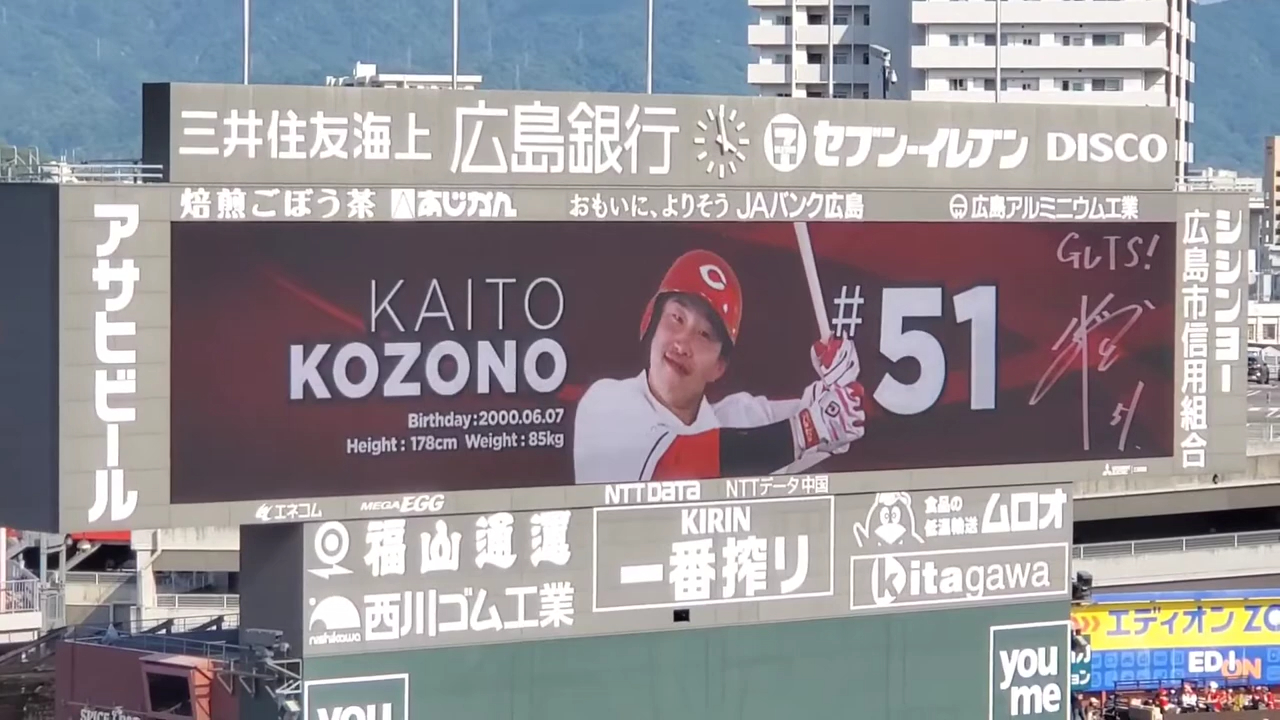 三井住友海上 広島銀行 セブン-イレブン DISCO
焙煎ごぼう茶 あじかん おもいに、よりそう JAバンク広島 広島アルミニウム工業
アサヒビール
KAITO
KOZONO
Birthday:2000.06.07
Height:178cm Weight:85kg
#51
GUTS!
51
シシンヨー
広島市信用組合
エネコム MEGA EGG NTT DATA NTTデータ中国
福山通運
nishikawa 西川ゴム工業
KIRIN
一番搾り
食品の
低温輸送 ムロオ
kitagawa
エディオン
EDION
you
me
you